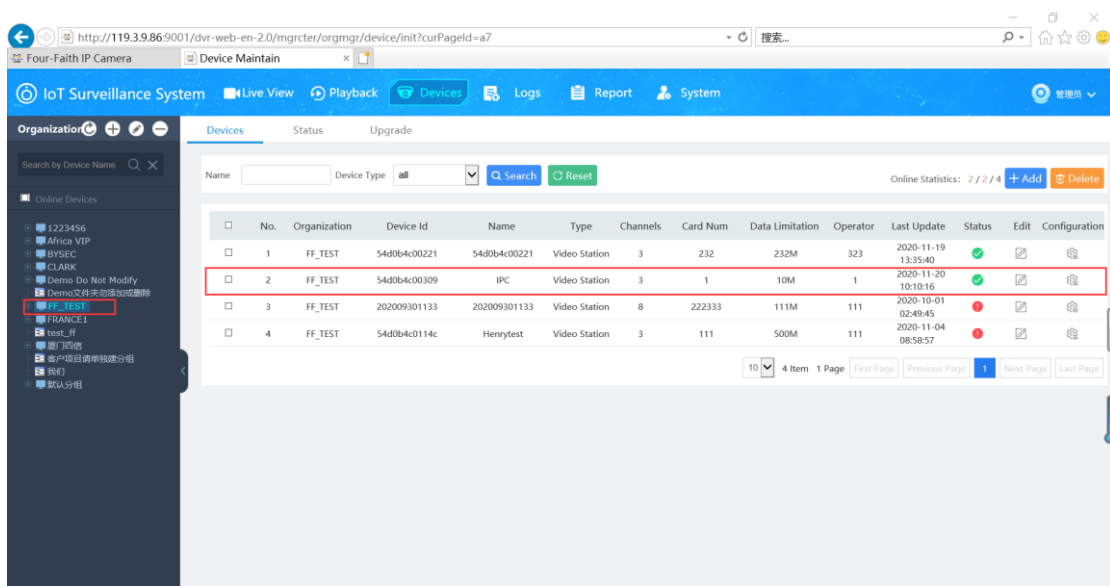 http://119.3.9.86:9001/dvr-web-en-2.0/mgrcter/orgmgr/device/init?curPageId=a7
搜索...
Four-Faith IP Camera
Device Maintain
IoT Surveillance System Live View Playback Devices Logs Report System 管理员
Organization
Devices Status Upgrade
Search by Device Name
Name Device Type all Search Reset Online Statistics: 2 / 2 / 4 + Add Delete
Online Devices
1223456
Africa VIP
BYSEC
CLARK
Demo Do Not Modify
Demo文件夹勿添加或删除
FF_TEST
FRANCE1
test_ff
厦门四信
客户项目请单独建分组
我们
默认分组
No. Organization Device Id Name Type Channels Card Num Data Limitation Operator Last Update Status Edit Configuration
1 FF_TEST 54d0b4c00221 54d0b4c00221 Video Station 3 232 232M 323 2020-11-19 13:35:40
2 FF_TEST 54d0b4c00309 IPC Video Station 3 1 10M 1 2020-11-20 10:10:16
3 FF_TEST 202009301133 202009301133 Video Station 8 222333 111M 111 2020-10-01 02:49:45
4 FF_TEST 54d0b4c0114c Henrytest Video Station 3 111 500M 111 2020-11-04 08:58:57
10 4 Item 1 Page First Page Previous Page 1 Next Page Last Page